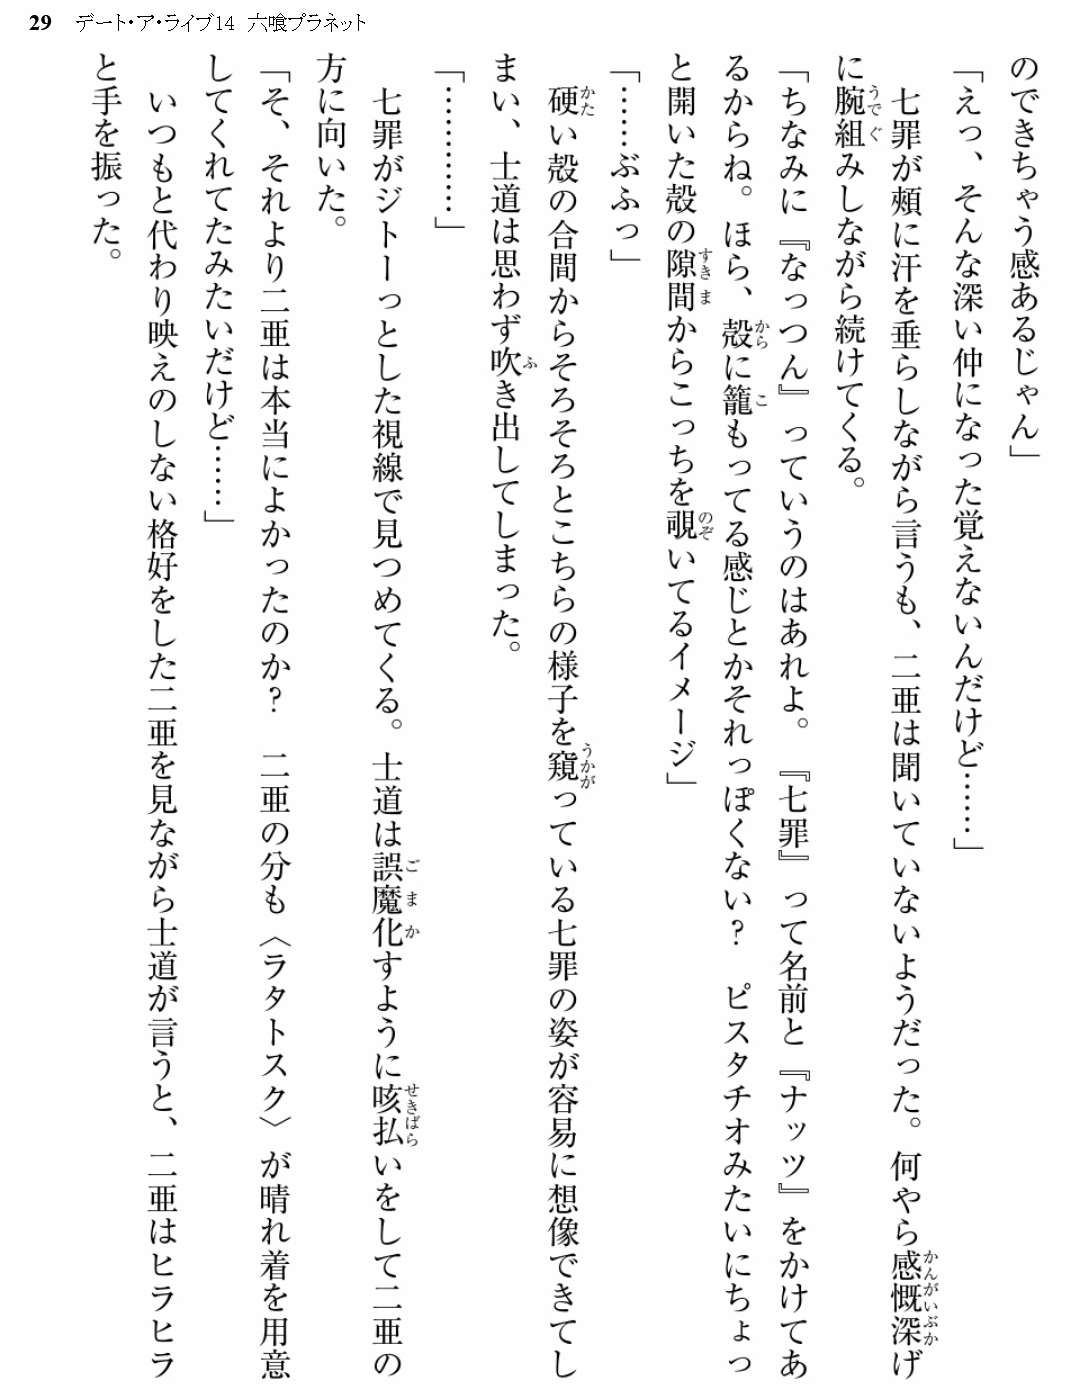 29 デート・ア・ライブ14 六喰プラネット
のできちゃう感あるじゃん」
「えっ、そんな深い仲になった覚えないんだけど……」
七罪が頰に汗を垂らしながら言うも、二亜は聞いていないようだった。何やら感慨深げ
に腕組みしながら続けてくる。
「ちなみに『なっつん』っていうのはあれよ。『七罪』って名前と『ナッツ』をかけてあ
るからね。ほら、殻に籠もってる感じとかそれっぽくない？　ピスタチオみたいにちょっ
と開いた殻の隙間からこっちを覗いてるイメージ」
「……ぶふっ」
硬い殻の合間からそろそろとこちらの様子を窺っている七罪の姿が容易に想像できてし
まい、士道は思わず吹き出してしまった。
「…………」
七罪がジトーっとした視線で見つめてくる。士道は誤魔化すように咳払いをして二亜の
方に向いた。
「そ、それより二亜は本当によかったのか？　二亜の分も〈ラタトスク〉が晴れ着を用意
してくれてたみたいだけど……」
いつもと代わり映えのしない格好をした二亜を見ながら士道が言うと、二亜はヒラヒラ
と手を振った。